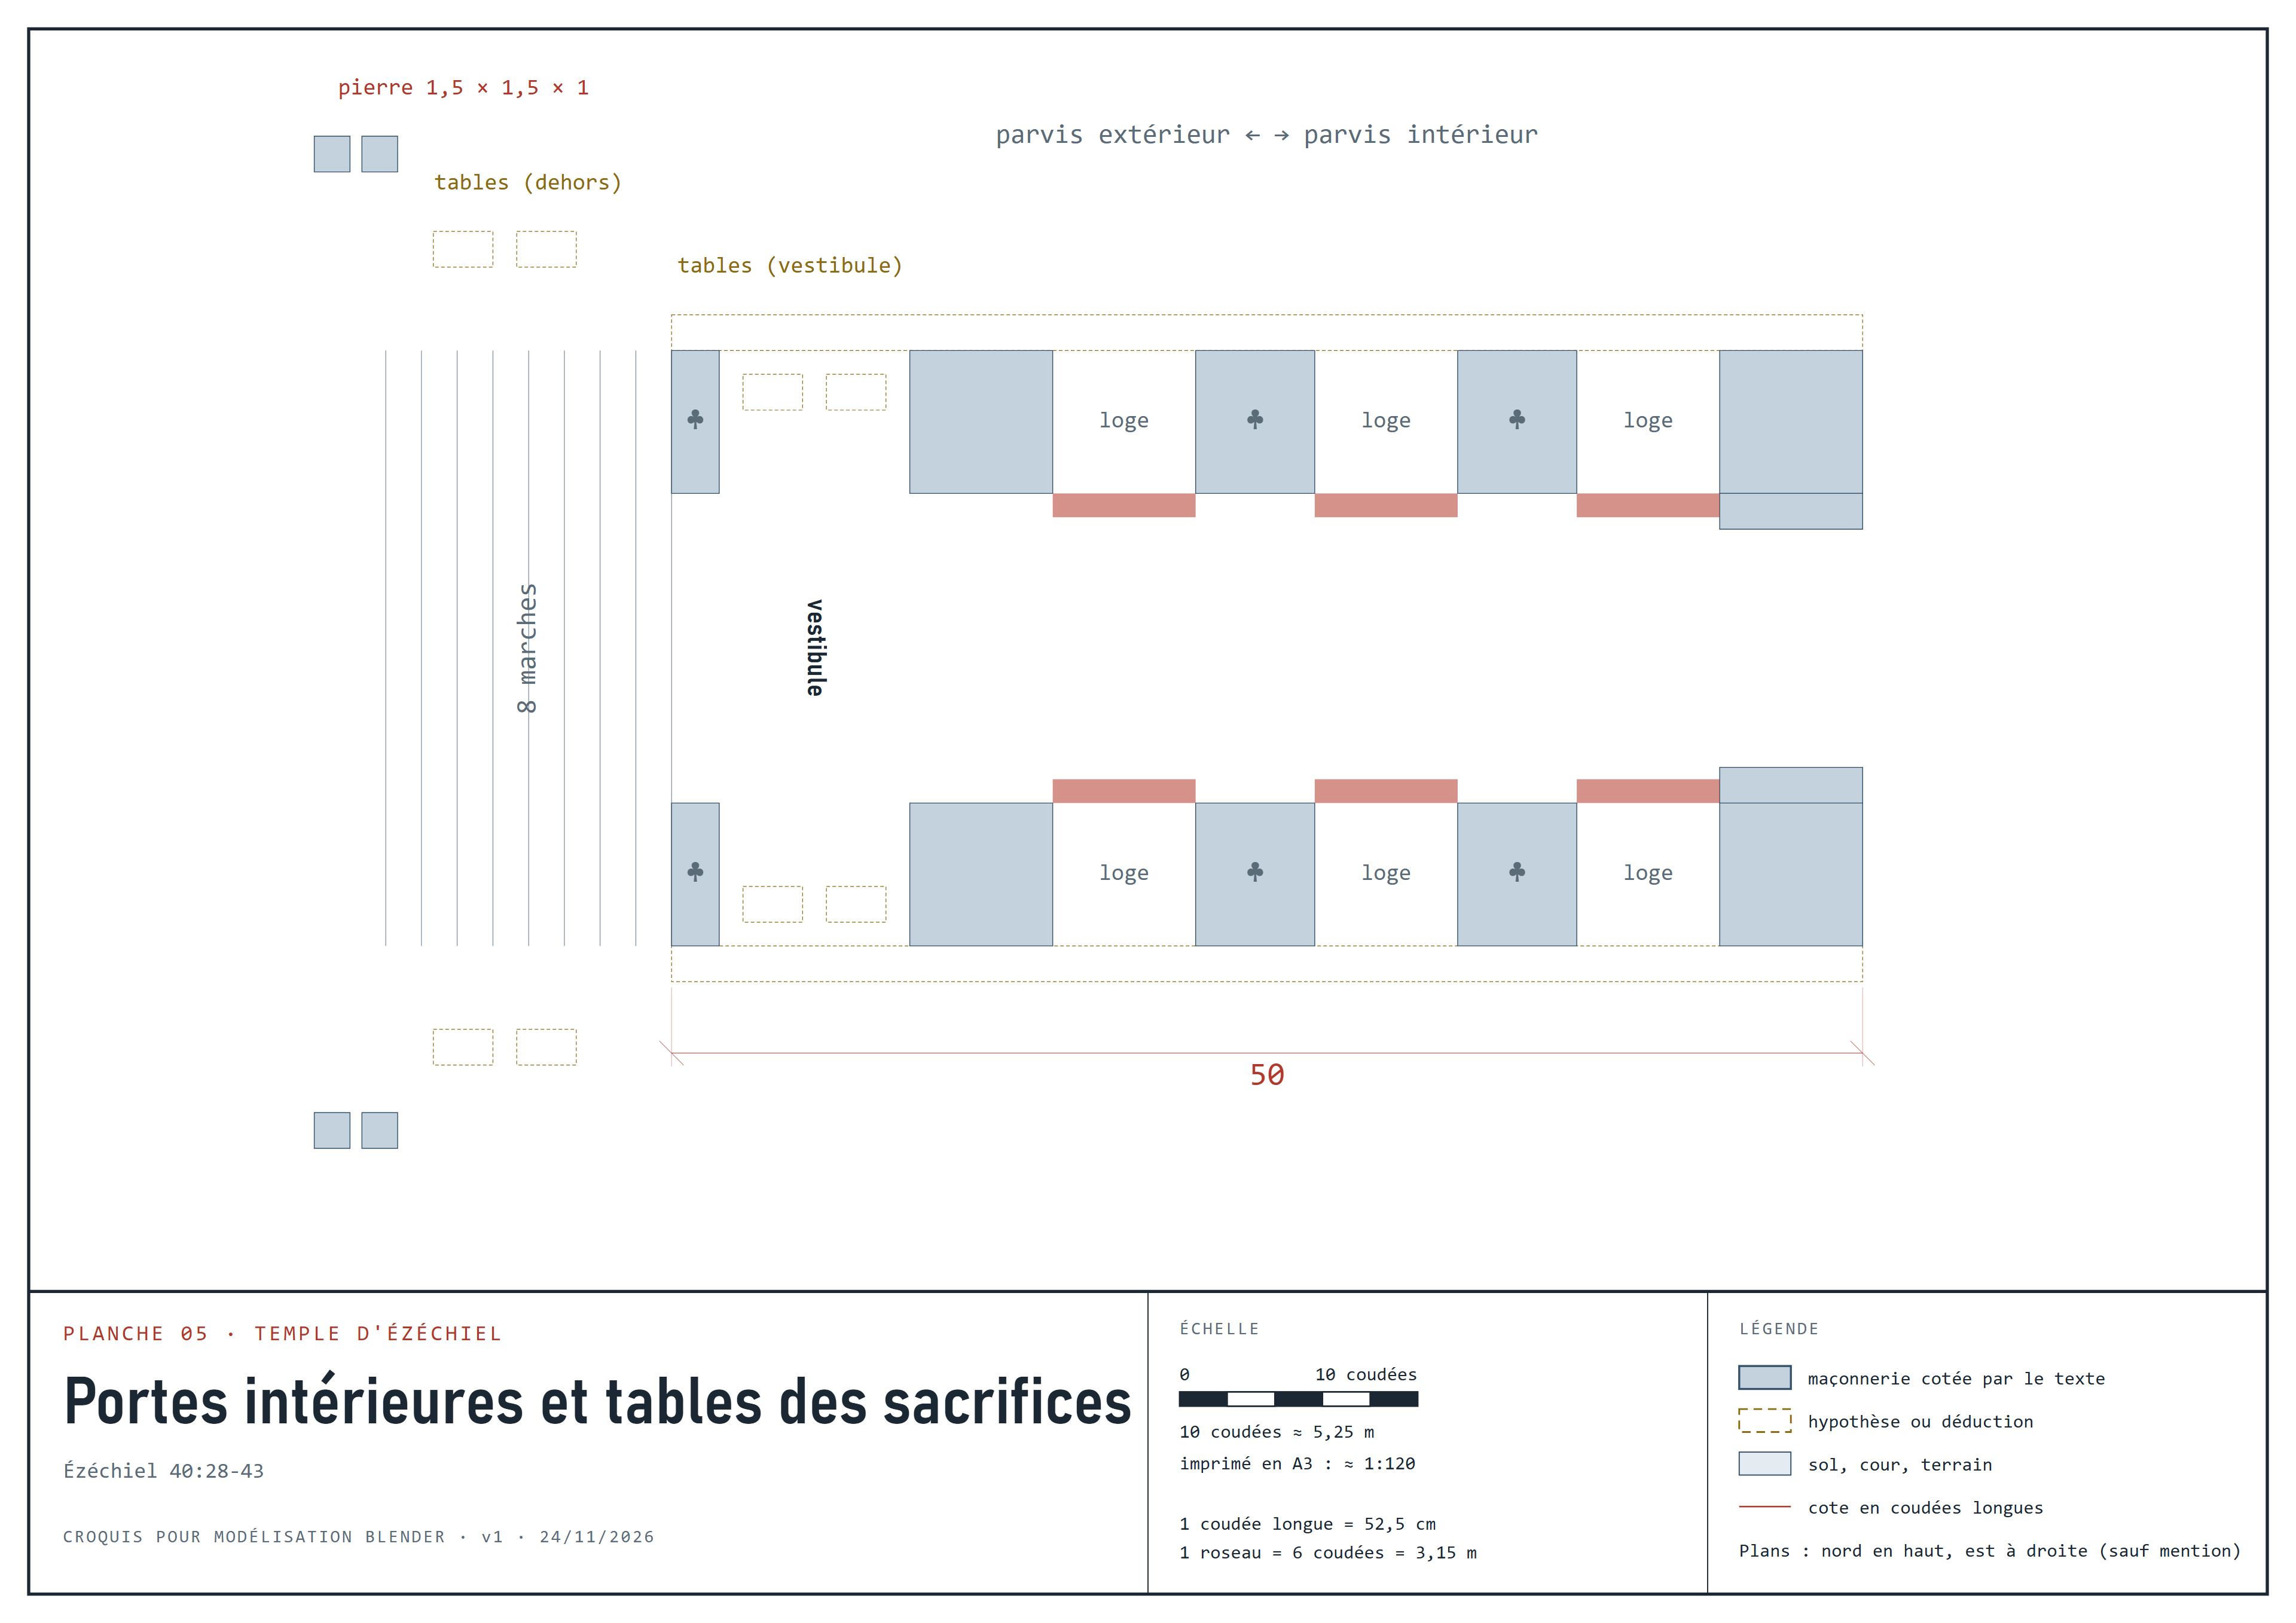 pierre 1,5 × 1,5 × 1
parvis extérieur ← → parvis intérieur
tables (dehors)
tables (vestibule)
♣ loge ♣ loge ♣ loge
8 marches
vestibule
♣ loge ♣ loge ♣ loge
50
PLANCHE 05 · TEMPLE D'ÉZÉCHIEL
Portes intérieures et tables des sacrifices
Ézéchiel 40:28-43
CROQUIS POUR MODÉLISATION BLENDER · v1 · 24/11/2026
ÉCHELLE
0 10 coudées
10 coudées ≈ 5,25 m
imprimé en A3 : ≈ 1:120
1 coudée longue = 52,5 cm
1 roseau = 6 coudées = 3,15 m
LÉGENDE
maçonnerie cotée par le texte
hypothèse ou déduction
sol, cour, terrain
cote en coudées longues
Plans : nord en haut, est à droite (sauf mention)